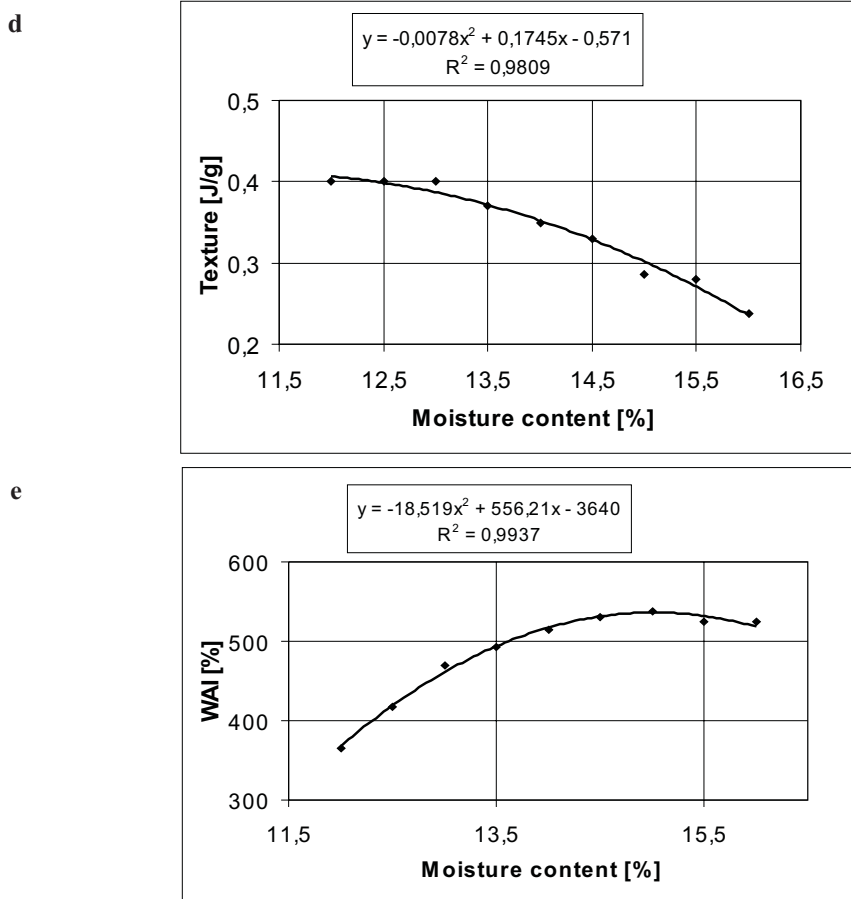 d
y = -0,0078x² + 0,1745x - 0,571
R² = 0,9809
0,5
0,4
0,3
0,2
Texture [J/g]
11,5 12,5 13,5 14,5 15,5 16,5
Moisture content [%]
e
y = -18,519x² + 556,21x - 3640
R² = 0,9937
600
500
400
300
WAI [%]
11,5 13,5 15,5
Moisture content [%]